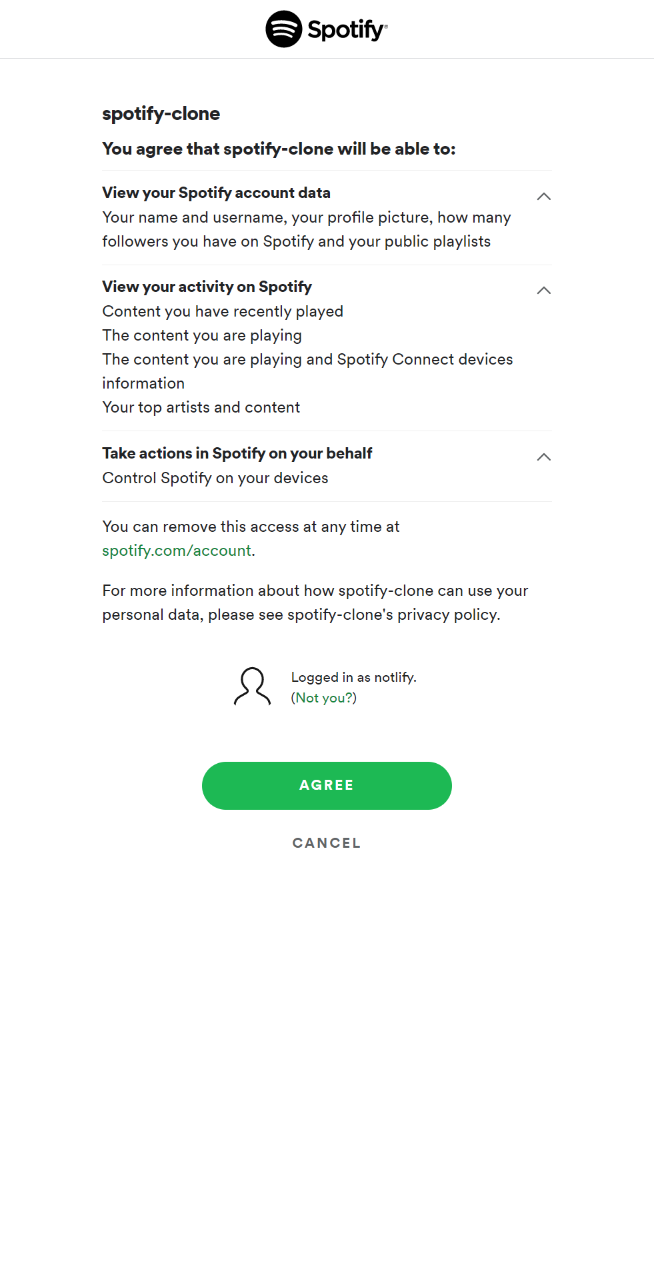 Spotify®
spotify-clone
You agree that spotify-clone will be able to:
View your Spotify account data
Your name and username, your profile picture, how many
followers you have on Spotify and your public playlists
View your activity on Spotify
Content you have recently played
The content you are playing
The content you are playing and Spotify Connect devices
information
Your top artists and content
Take actions in Spotify on your behalf
Control Spotify on your devices
You can remove this access at any time at
spotify.com/account.
For more information about how spotify-clone can use your
personal data, please see spotify-clone's privacy policy.
Logged in as notlify.
(Not you?)
AGREE
CANCEL